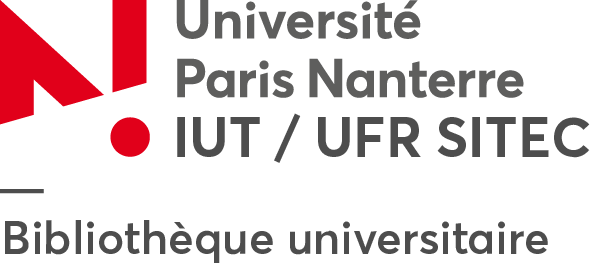 Université
Paris Nanterre
IUT / UFR SITEC
Bibliothèque universitaire